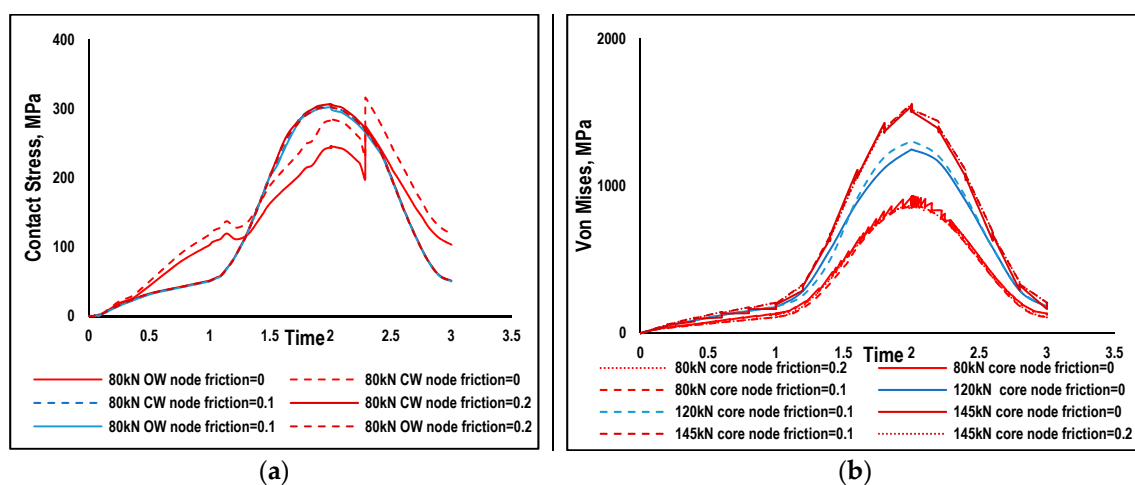 400
300
200
100
0
Contact Stress, MPa
0 0.5 1 1.5 2 2.5 3 3.5
Time
80kN OW node friction=0 80kN CW node friction=0
80kN CW node friction=0.1 80kN CW node friction=0.2
80kN OW node friction=0.1 80kN OW node friction=0.2
(a)
2000
1000
0
Von Mises, MPa
0 0.5 1 1.5 2 2.5 3 3.5
Time
80kN core node friction=0.2 80kN core node friction=0
80kN core node friction=0.1 120kN core node friction=0
120kN core node friction=0.1 145kN core node friction=0
145kN core node friction=0.1 145kN core node friction=0.2
(b)